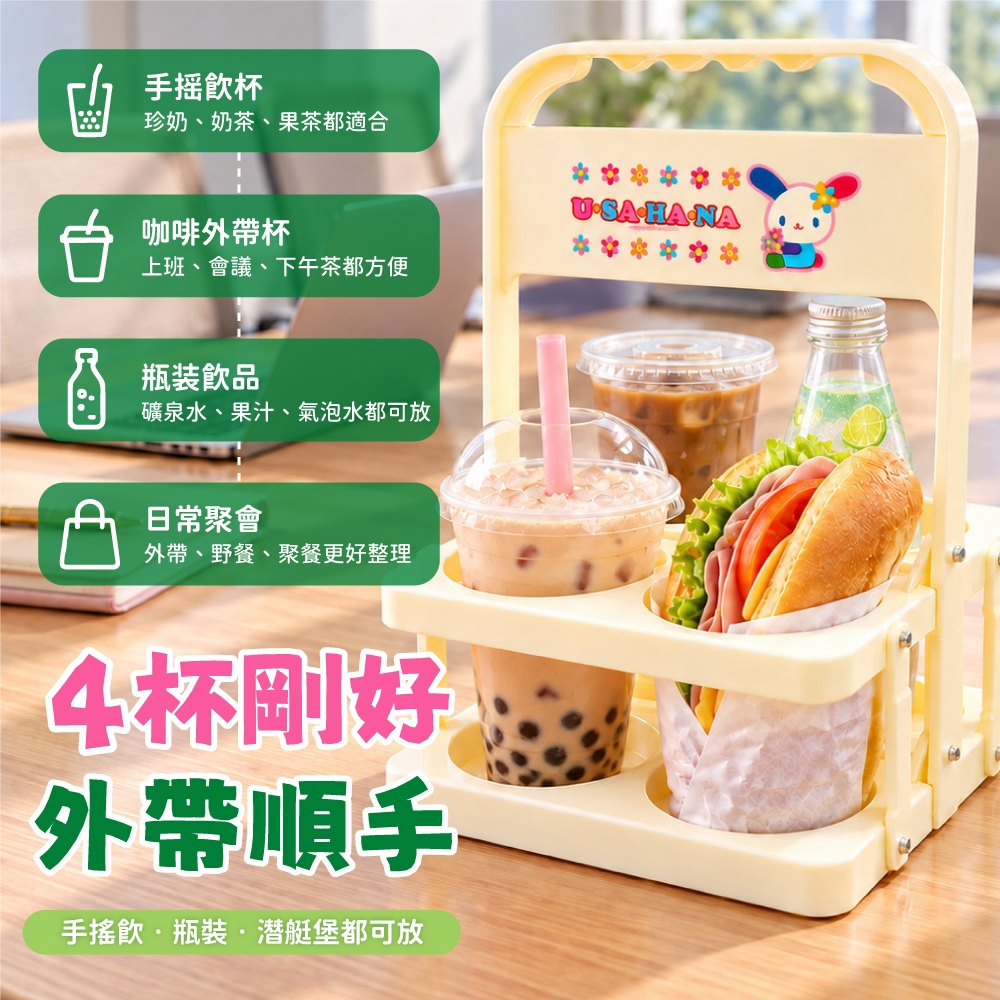 手搖飲杯
珍奶、奶茶、果茶都適合
咖啡外帶杯
上班、會議、下午茶都方便
瓶装飲品
礦泉水、果汁、氣泡水都可放
日常聚會
外帶、野餐、聚餐更好整理
U·SA·HA·NA
4杯剛好
外帶順手
手搖飲·瓶裝·潛艇堡都可放